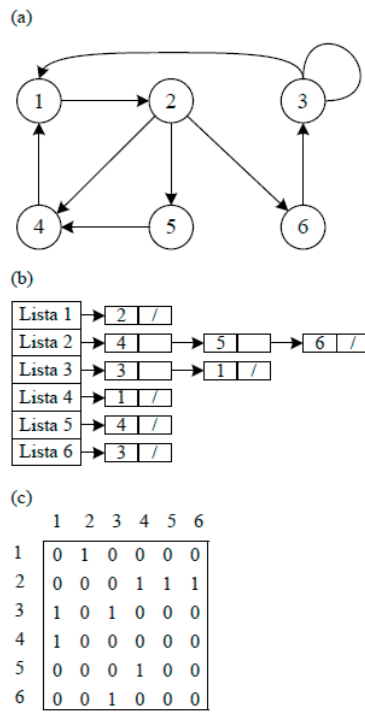 (a)
1 2 3
4 5 6
(b)
Lista 1 2 /
Lista 2 4 5 6 /
Lista 3 3 1 /
Lista 4 1 /
Lista 5 4 /
Lista 6 3 /
(c)
1 2 3 4 5 6
1 0 1 0 0 0 0
2 0 0 0 1 1 1
3 1 0 1 0 0 0
4 1 0 0 0 0 0
5 0 0 0 1 0 0
6 0 0 1 0 0 0